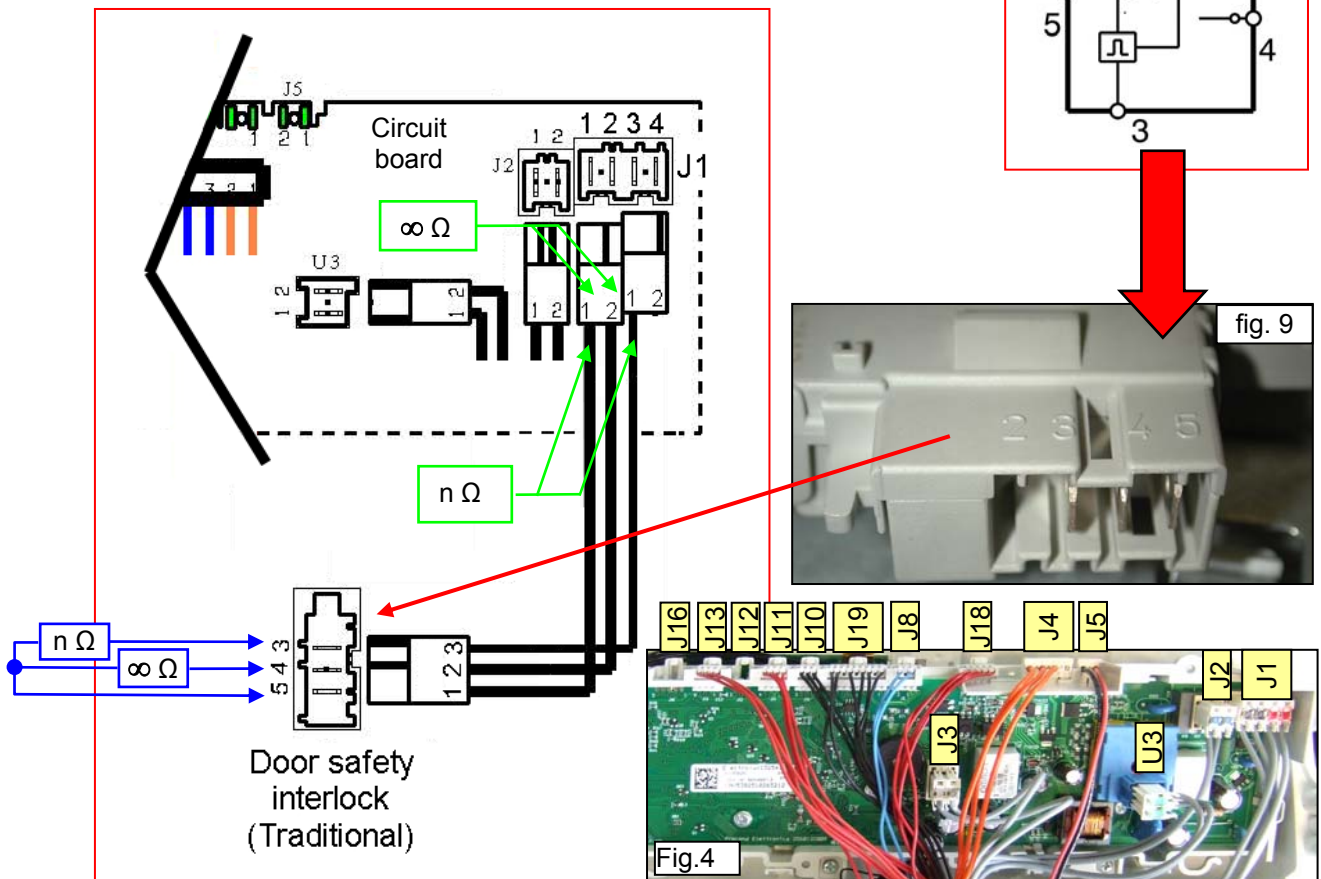 5
4
3
J5
1 2 1
3 2 1
Circuit
board
1 2
J2
1 2 3 4
J1
∞ Ω
U3
1 2
1 2
1 2
1 2
1 2
n Ω
n Ω
∞ Ω
3
4
5
1 2 3
Door safety
interlock
(Traditional)
fig. 9
2 3 4 5
J16
J13
J12
J11
J10
J19
J8
J18
J4
J5
J2
J1
J3
U3
Fig.4